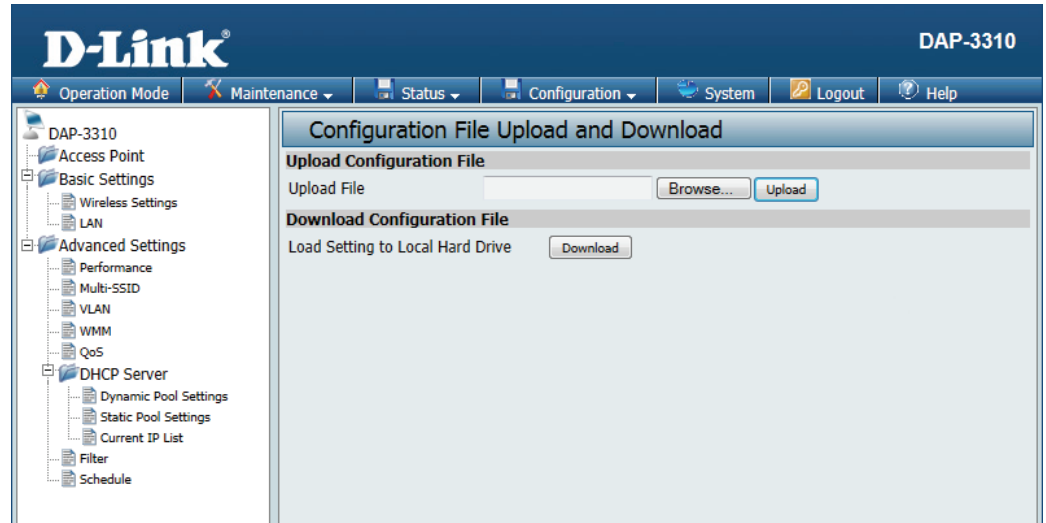 D-Link®
DAP-3310
Operation Mode
Maintenance
Status
Configuration
System
Logout
Help
DAP-3310
Access Point
Basic Settings
Wireless Settings
LAN
Advanced Settings
Performance
Multi-SSID
VLAN
WMM
QoS
DHCP Server
Dynamic Pool Settings
Static Pool Settings
Current IP List
Filter
Schedule
Configuration File Upload and Download
Upload Configuration File
Upload File Browse... Upload
Download Configuration File
Load Setting to Local Hard Drive Download